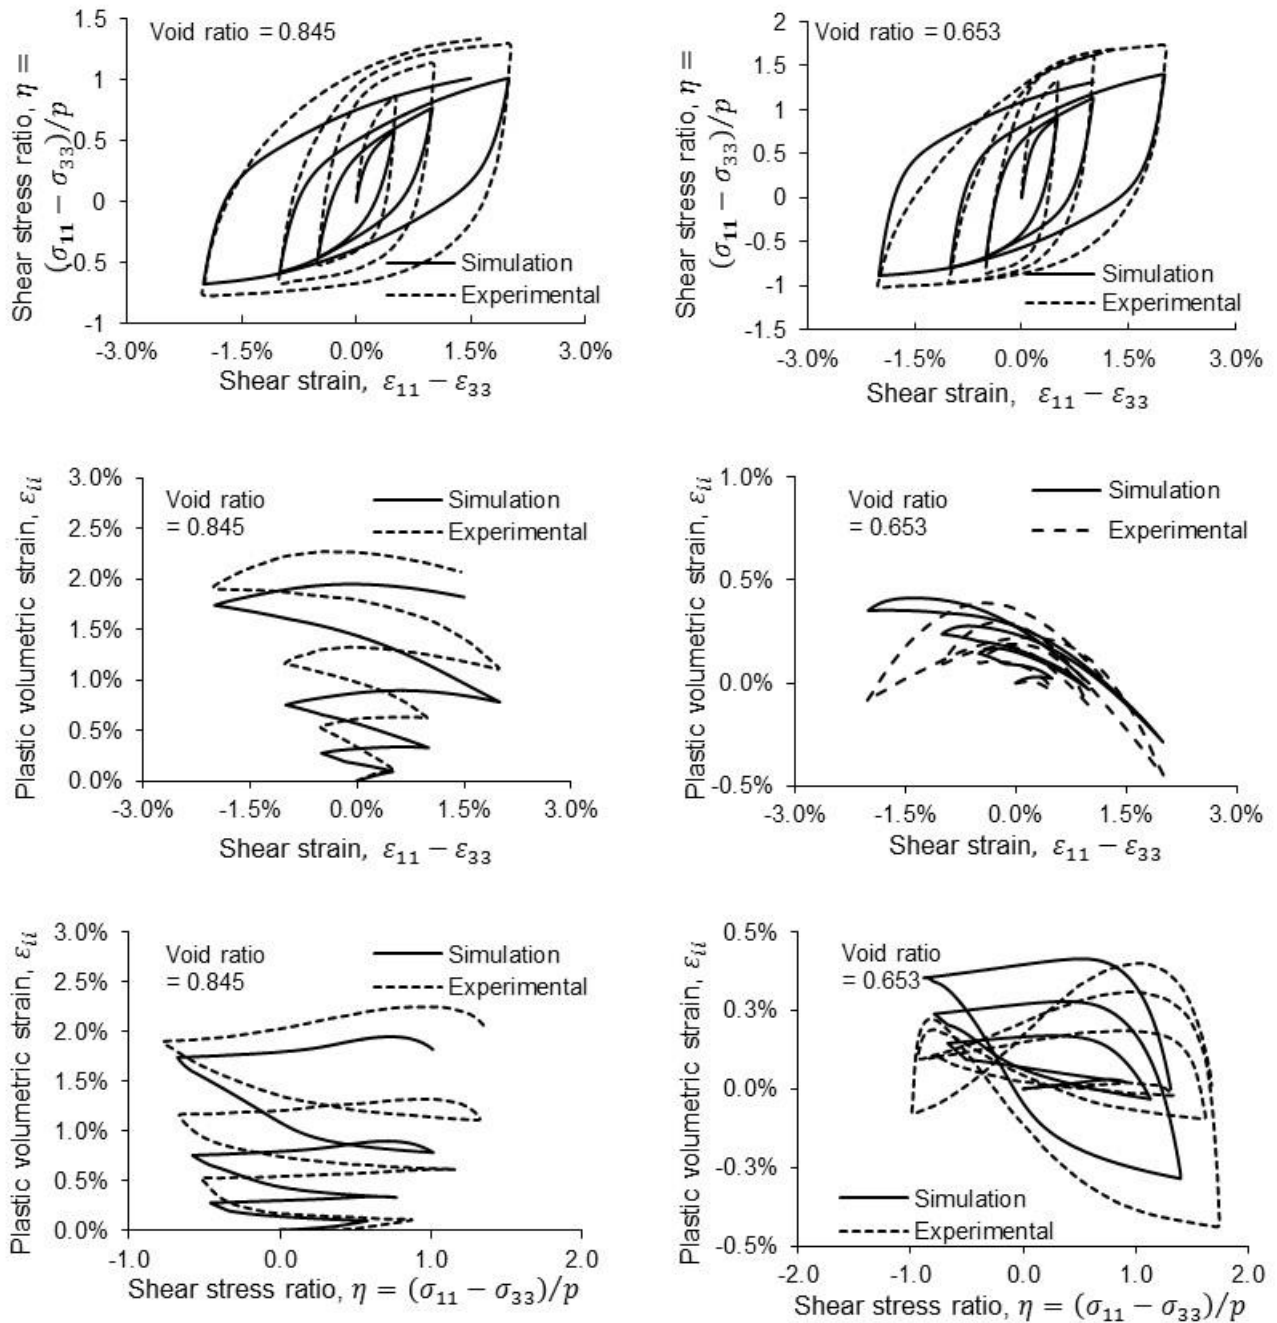 Shear stress ratio, η =
(σ11 − σ33)/p
1.5
1
0.5
0
-0.5
-1
Void ratio = 0.845
Simulation
Experimental
-3.0% -1.5% 0.0% 1.5% 3.0%
Shear strain, ε11 − ε33
Shear stress ratio, η =
(σ11 − σ33)/p
2
1.5
1
0.5
0
-0.5
-1
-1.5
Void ratio = 0.653
Simulation
Experimental
-3.0% -1.5% 0.0% 1.5% 3.0%
Shear strain, ε11 − ε33
Plastic volumetric strain, εii
3.0%
2.5%
2.0%
1.5%
1.0%
0.5%
0.0%
Void ratio
= 0.845
Simulation
Experimental
-3.0% -1.5% 0.0% 1.5% 3.0%
Shear strain, ε11 − ε33
Plastic volumetric strain, εii
1.0%
0.5%
0.0%
-0.5%
Void ratio
= 0.653
Simulation
Experimental
-3.0% -1.5% 0.0% 1.5% 3.0%
Shear strain, ε11 − ε33
Plastic volumetric strain, εii
3.0%
2.5%
2.0%
1.5%
1.0%
0.5%
0.0%
Void ratio
= 0.845
Simulation
Experimental
-1.0 0.0 1.0 2.0
Shear stress ratio, η = (σ11 − σ33)/p
Plastic volumetric strain, εii
0.5%
0.3%
0.0%
-0.3%
-0.5%
Void ratio
= 0.653
Simulation
Experimental
-2.0 -1.0 0.0 1.0 2.0
Shear stress ratio, η = (σ11 − σ33)/p